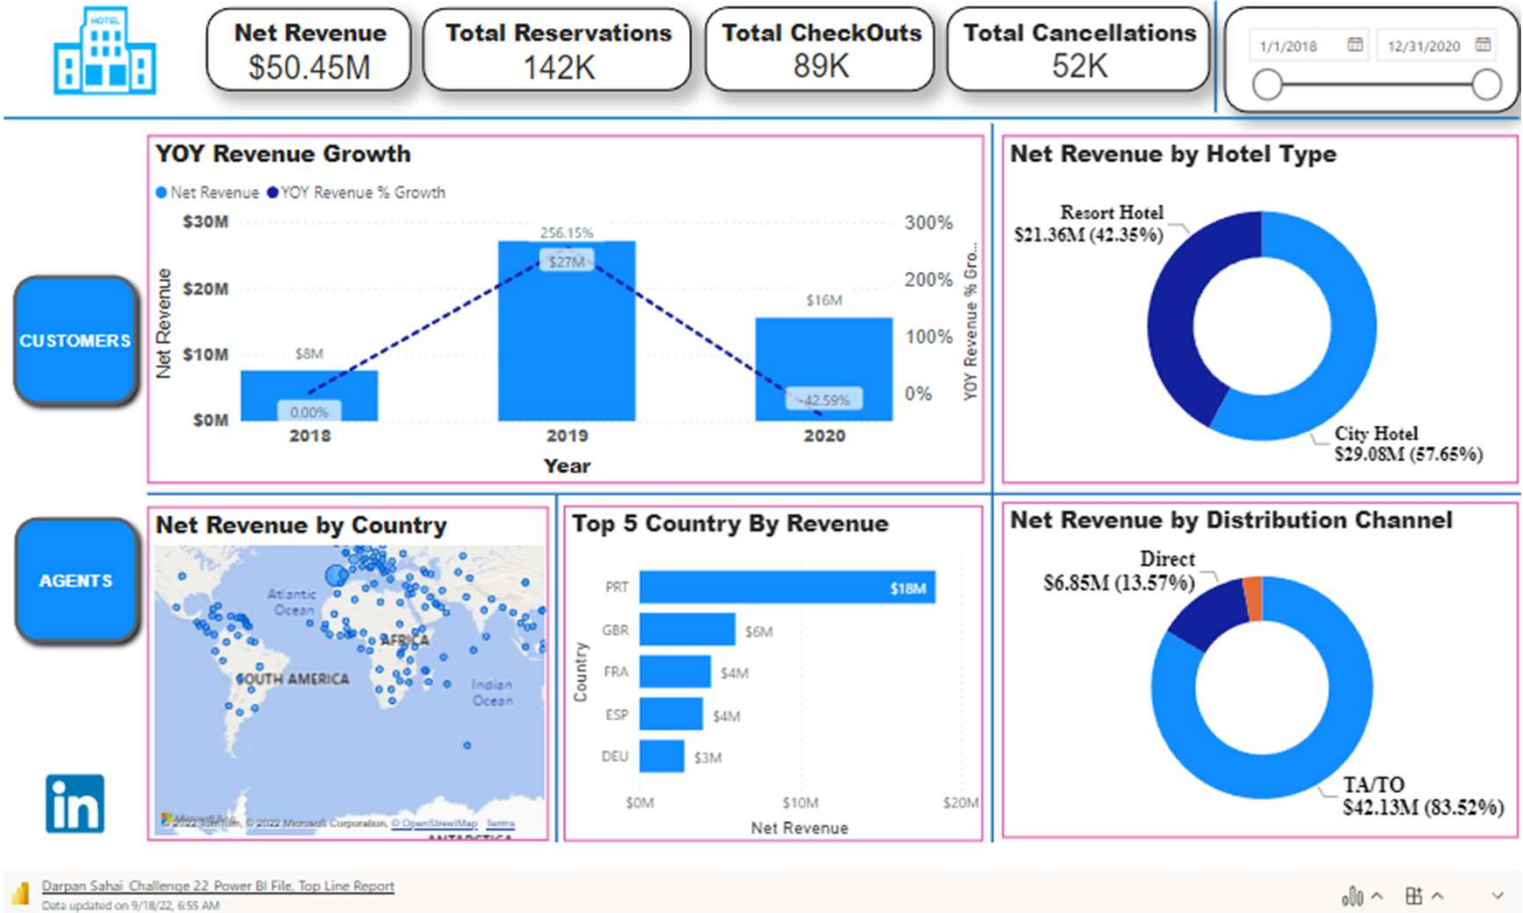 HOTEL
Net Revenue
$50.45M
Total Reservations
142K
Total CheckOuts
89K
Total Cancellations
52K
1/1/2018
12/31/2020
CUSTOMERS
AGENTS
in
YOY Revenue Growth
Net Revenue YOY Revenue % Growth
$30M
$20M
$10M
$0M
Net Revenue
$8M
0.00%
256.15%
$27M
$16M
-42.59%
300%
200%
100%
0%
YOY Revenue % Gro...
2018 2019 2020
Year
Net Revenue by Hotel Type
Resort Hotel
$21.36M (42.35%)
City Hotel
$29.08M (57.65%)
Net Revenue by Country
Atlantic
Ocean
AFRICA
SOUTH AMERICA
Indian
Ocean
ANTARCTICA
© 2022 Microsoft Corporation, © OpenStreetMap Terms
Top 5 Country By Revenue
Country
PRT $18M
GBR $6M
FRA $4M
ESP $4M
DEU $3M
$0M $10M $20M
Net Revenue
Net Revenue by Distribution Channel
Direct
$6.85M (13.57%)
TA/TO
$42.13M (83.52%)
Darpan Sahai Challenge 22 Power BI File, Top Line Report
Data updated on 9/18/22, 6:55 AM